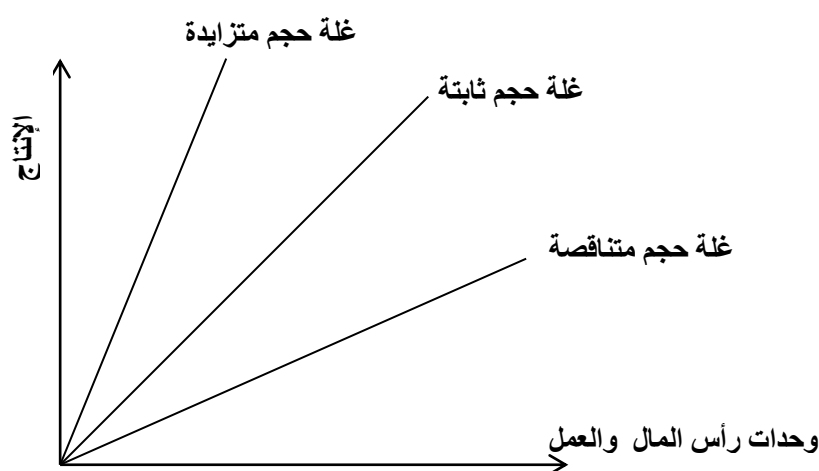 غلة حجم متزايدة
غلة حجم ثابتة
الإنتاج
غلة حجم متناقصة
وحدات رأس المال والعمل